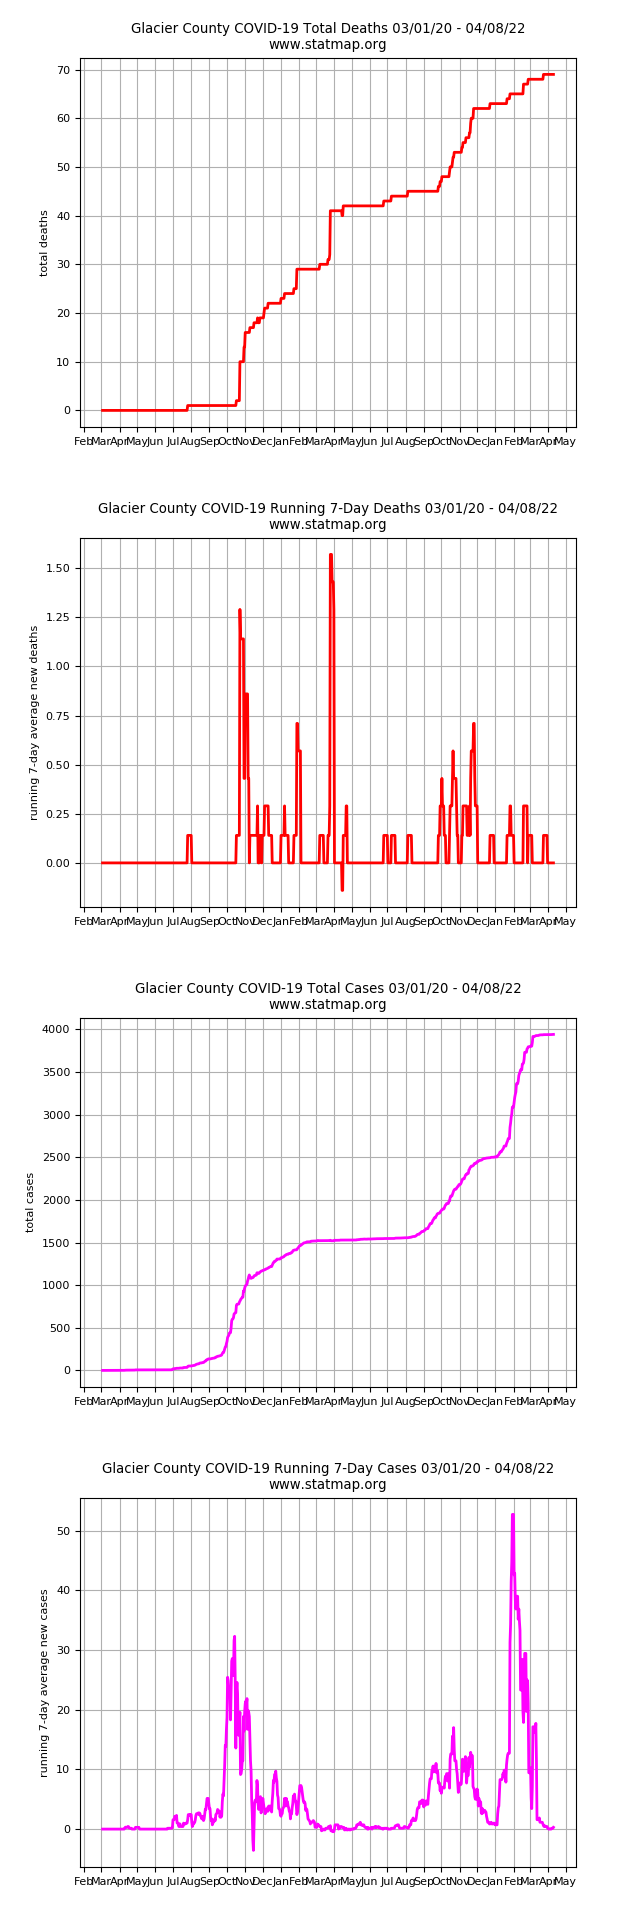 Glacier County COVID-19 Total Deaths 03/01/20 - 04/08/22
www.statmap.org
total deaths
70
60
50
40
30
20
10
0
Feb Mar Apr May Jun Jul Aug Sep Oct Nov Dec Jan Feb Mar Apr May Jun Jul Aug Sep Oct Nov Dec Jan Feb Mar Apr May
Glacier County COVID-19 Running 7-Day Deaths 03/01/20 - 04/08/22
www.statmap.org
running 7-day average new deaths
1.50
1.25
1.00
0.75
0.50
0.25
0.00
Feb Mar Apr May Jun Jul Aug Sep Oct Nov Dec Jan Feb Mar Apr May Jun Jul Aug Sep Oct Nov Dec Jan Feb Mar Apr May
Glacier County COVID-19 Total Cases 03/01/20 - 04/08/22
www.statmap.org
total cases
4000
3500
3000
2500
2000
1500
1000
500
0
Feb Mar Apr May Jun Jul Aug Sep Oct Nov Dec Jan Feb Mar Apr May Jun Jul Aug Sep Oct Nov Dec Jan Feb Mar Apr May
Glacier County COVID-19 Running 7-Day Cases 03/01/20 - 04/08/22
www.statmap.org
running 7-day average new cases
50
40
30
20
10
0
Feb Mar Apr May Jun Jul Aug Sep Oct Nov Dec Jan Feb Mar Apr May Jun Jul Aug Sep Oct Nov Dec Jan Feb Mar Apr May